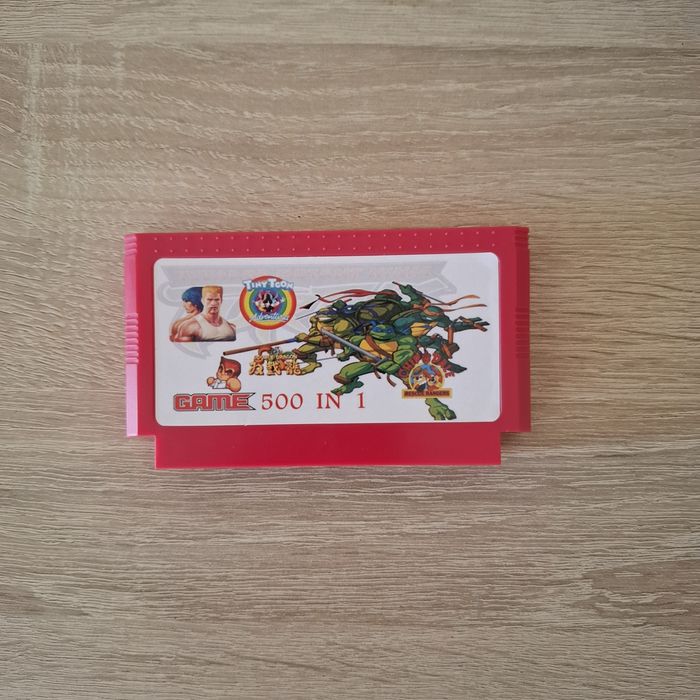 TINY TOON
Adventures
GAME 500 IN 1
RESCUE RANGERS